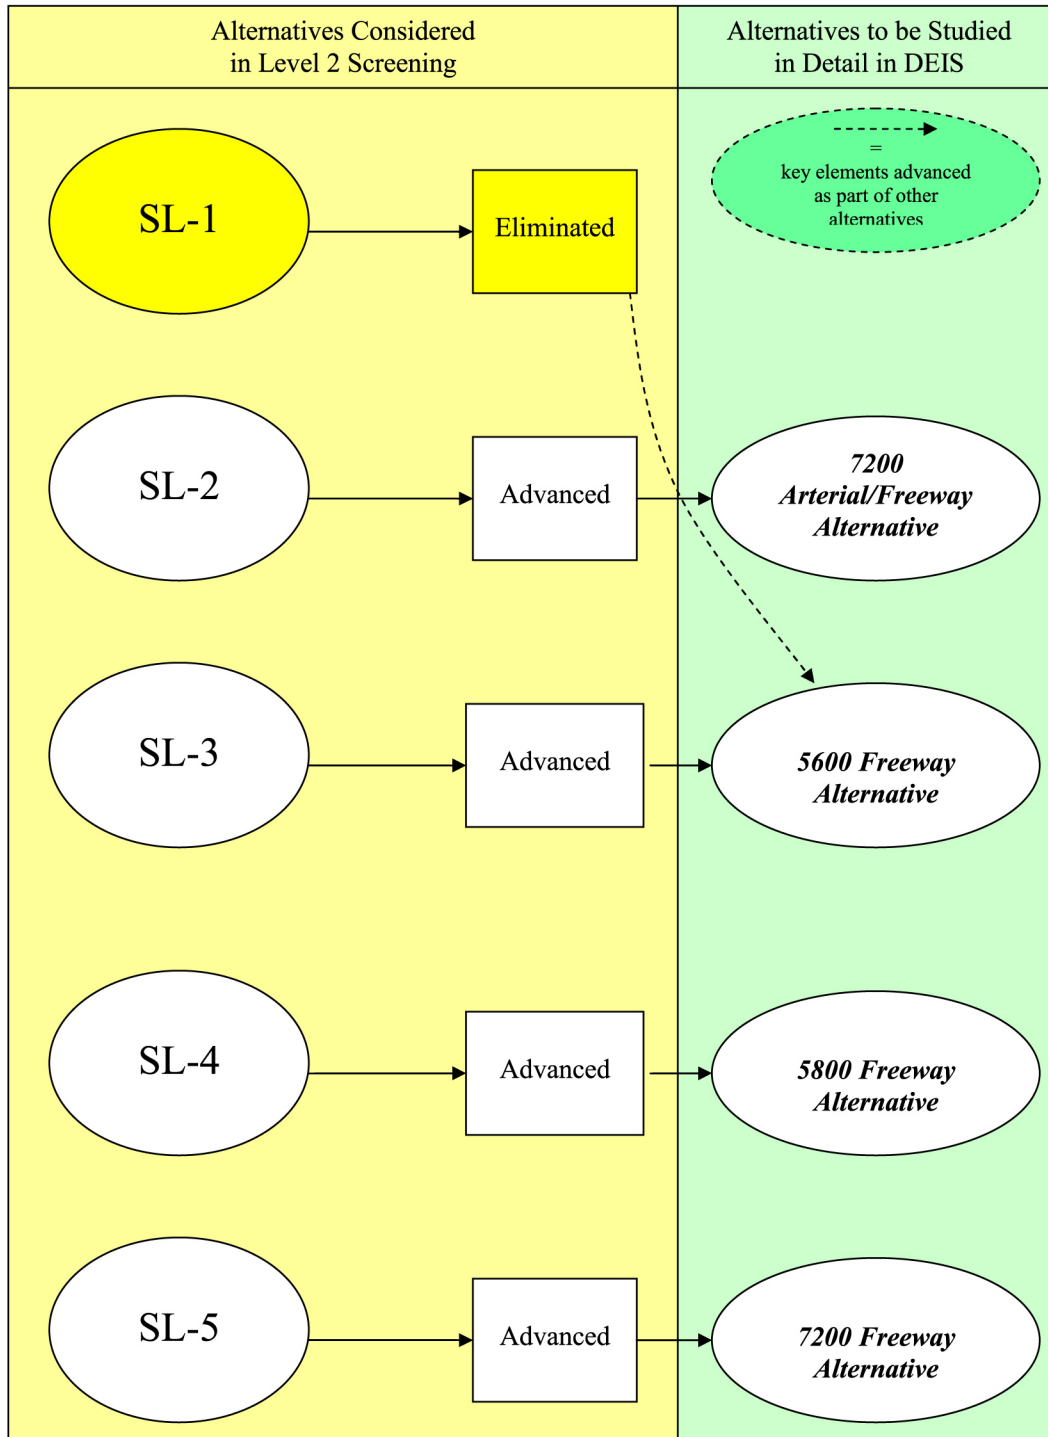 Alternatives Considered
in Level 2 Screening
Alternatives to be Studied
in Detail in DEIS
SL-1
Eliminated
=
key elements advanced
as part of other
alternatives
SL-2
Advanced
7200
Arterial/Freeway
Alternative
SL-3
Advanced
5600 Freeway
Alternative
SL-4
Advanced
5800 Freeway
Alternative
SL-5
Advanced
7200 Freeway
Alternative